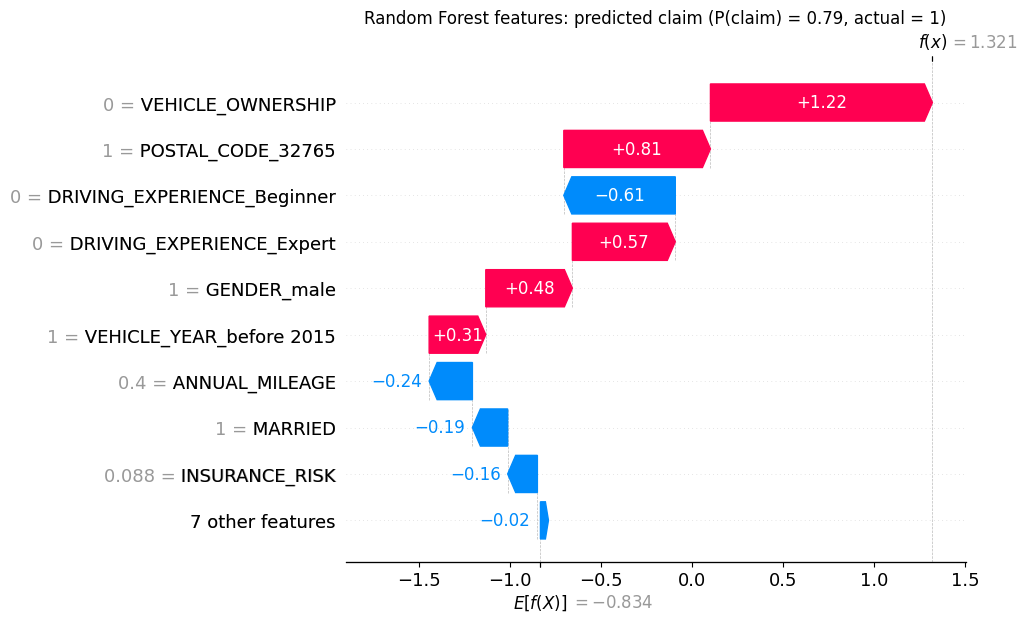 Random Forest features: predicted claim (P(claim) = 0.79, actual = 1)
f(x) = 1.321
0 = VEHICLE_OWNERSHIP +1.22
1 = POSTAL_CODE_32765 +0.81
0 = DRIVING_EXPERIENCE_Beginner −0.61
0 = DRIVING_EXPERIENCE_Expert +0.57
1 = GENDER_male +0.48
1 = VEHICLE_YEAR_before 2015 +0.31
0.4 = ANNUAL_MILEAGE −0.24
1 = MARRIED −0.19
0.088 = INSURANCE_RISK −0.16
7 other features −0.02
−1.5 −1.0 −0.5 0.0 0.5 1.0 1.5
E[f(X)] = −0.834